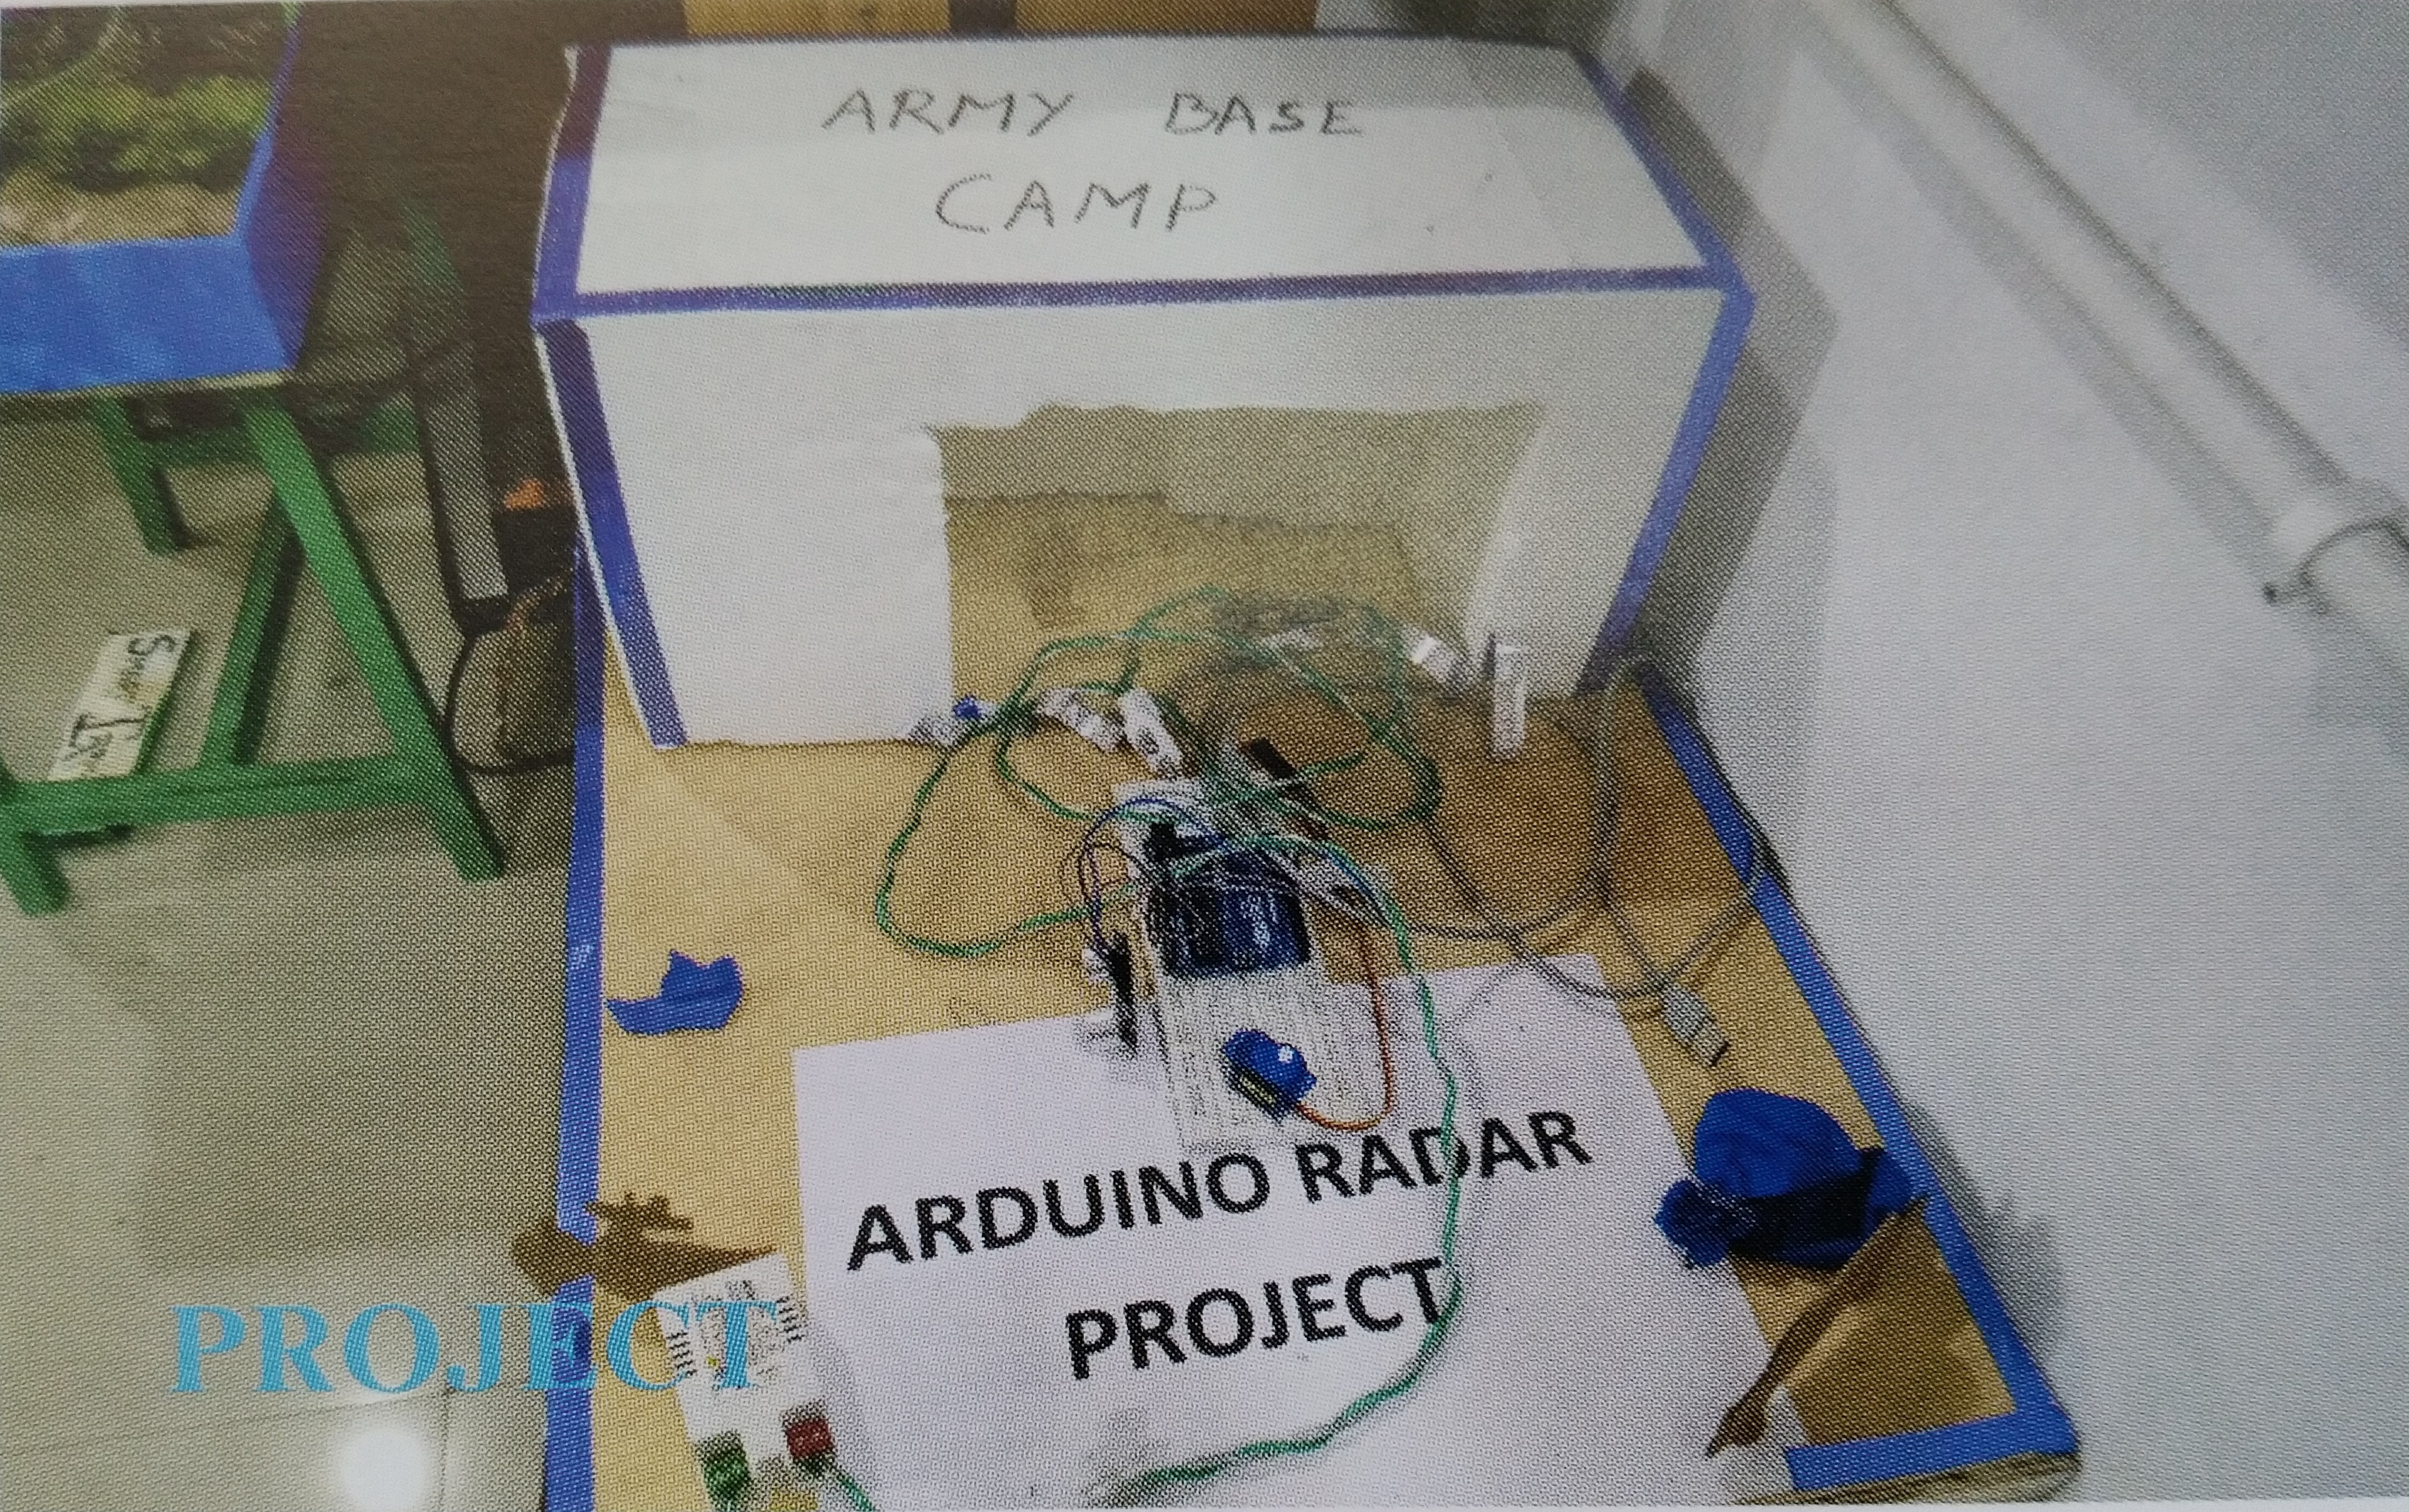 ARMY BASE
CAMP
ARDUINO RADAR
PROJECT
PROJECT